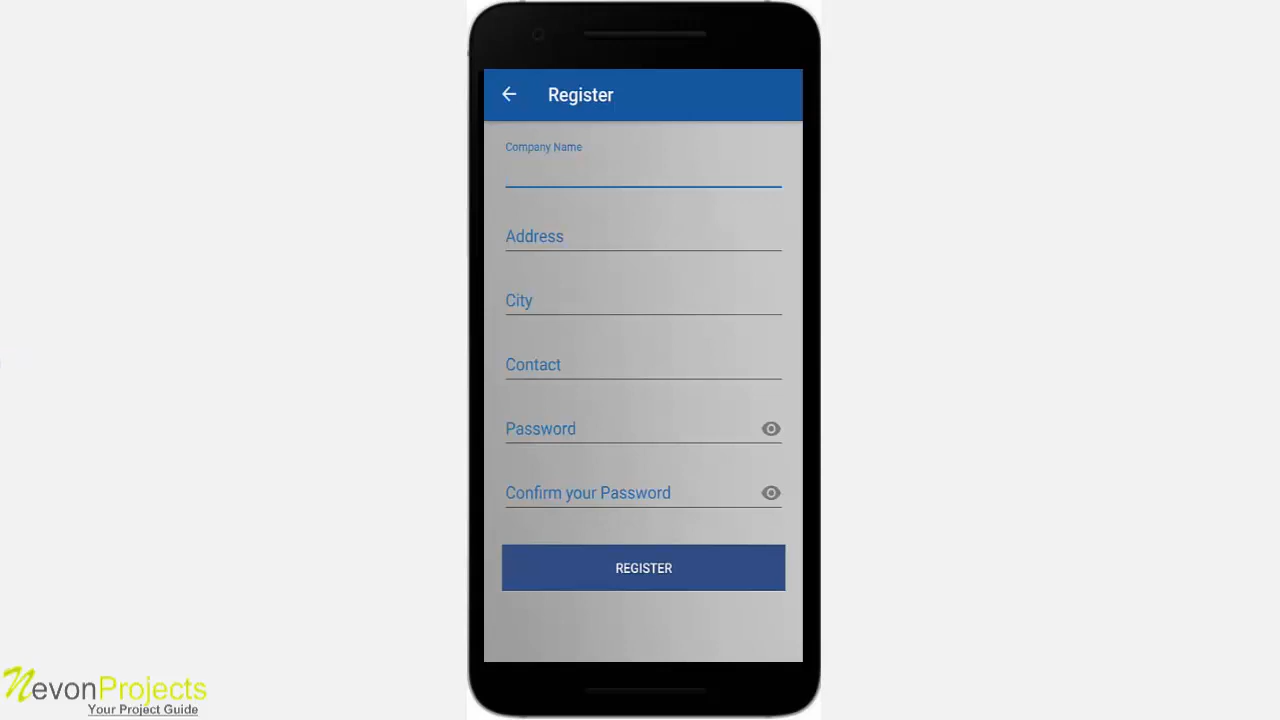 Register
Company Name
Address
City
Contact
Password
Confirm your Password
REGISTER
NevonProjects
Your Project Guide